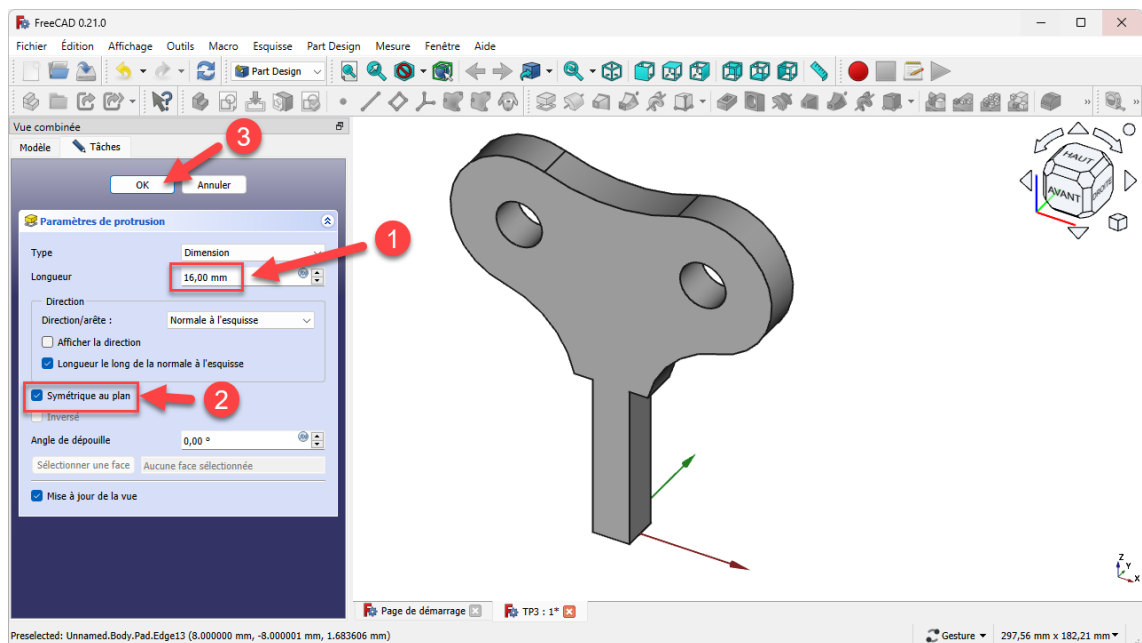 FreeCAD 0.21.0
Fichier Édition Affichage Outils Macro Esquisse Part Design Mesure Fenêtre Aide
Part Design
Vue combinée
Modèle Tâches
3
OK Annuler
Paramètres de protrusion
1
Type Dimension
Longueur 16,00 mm
Direction
Direction/arête : Normale à l'esquisse
Afficher la direction
Longueur le long de la normale à l'esquisse
Symétrique au plan
2
Inversé
Angle de dépouille 0,00 °
Sélectionner une face Aucune face sélectionnée
Mise à jour de la vue
HAUT
AVANT
DROITE
Z
Y
X
Page de démarrage TP3 : 1*
Preselected: Unnamed.Body.Pad.Edge13 (8.000000 mm, -8.000001 mm, 1.683606 mm) Gesture 297,56 mm x 182,21 mm